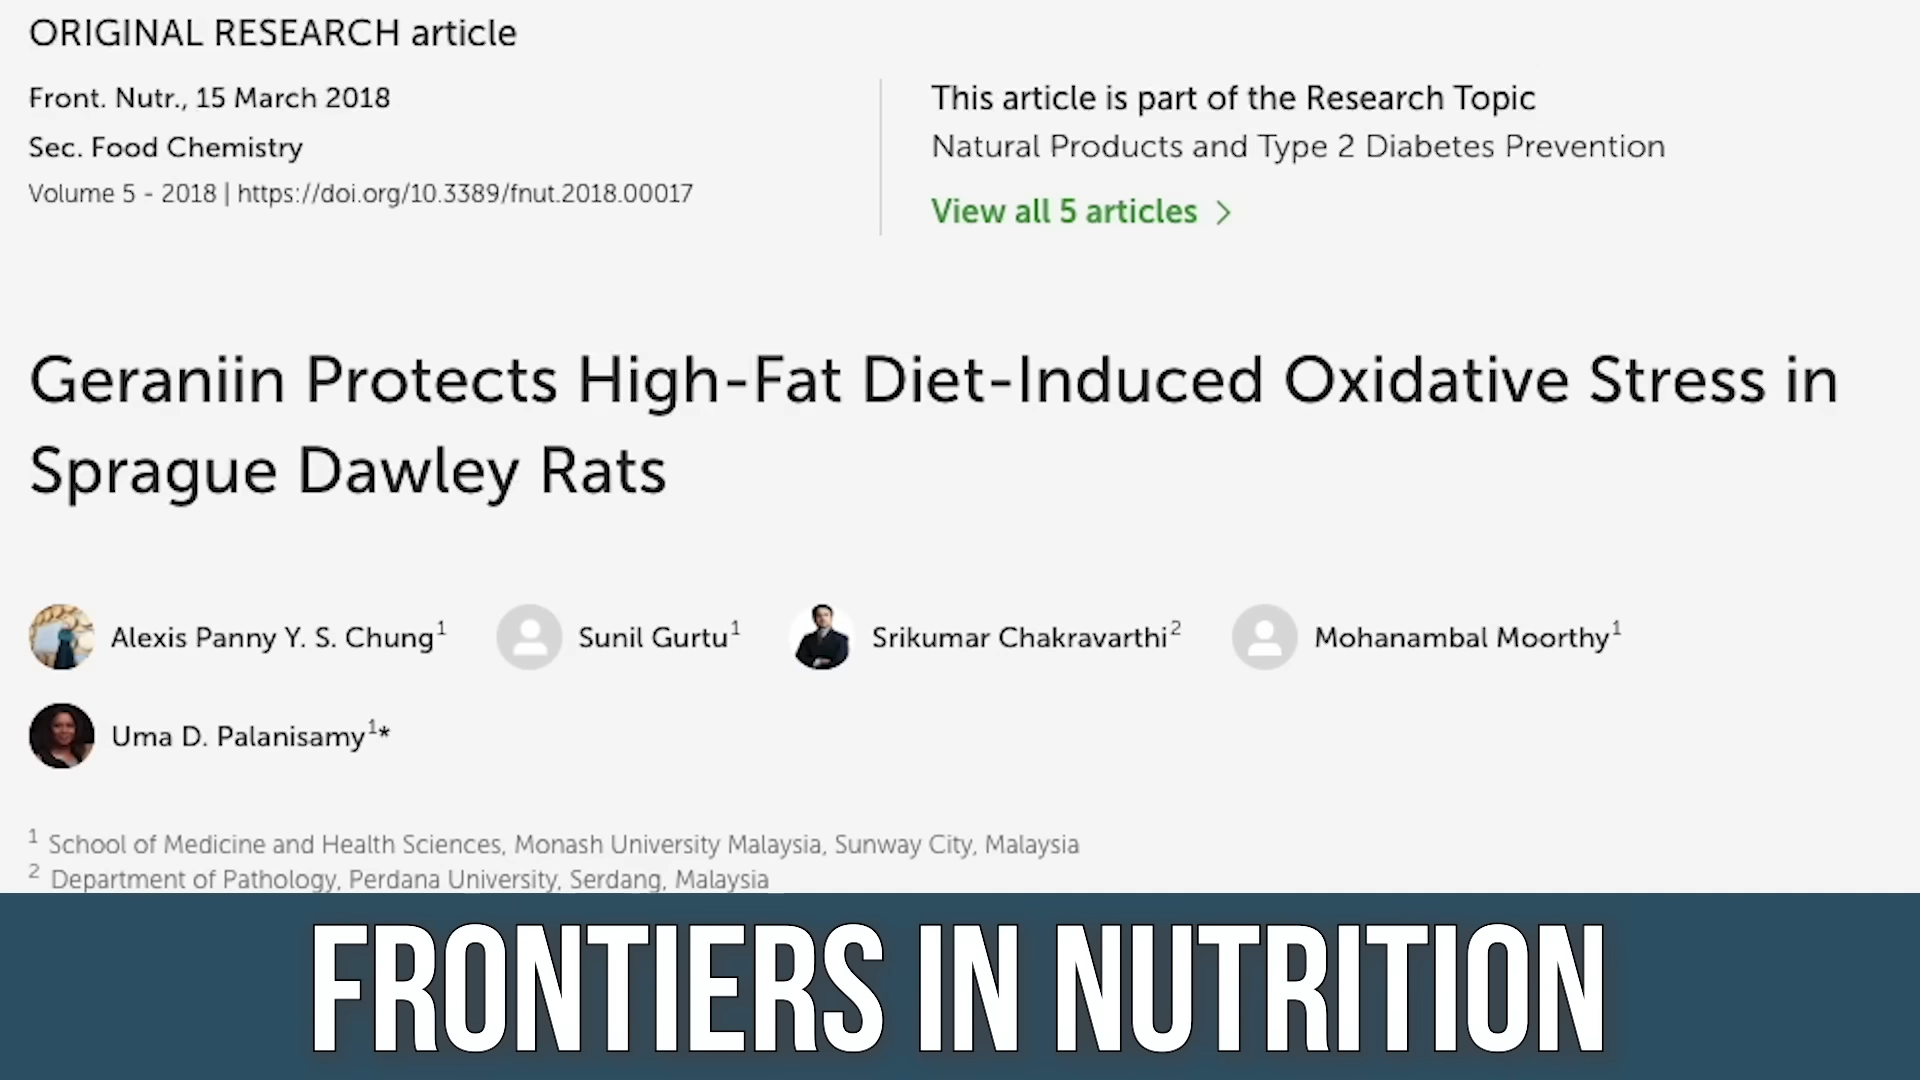 ORIGINAL RESEARCH article
Front. Nutr., 15 March 2018
Sec. Food Chemistry
Volume 5 - 2018 | https://doi.org/10.3389/fnut.2018.00017
This article is part of the Research Topic
Natural Products and Type 2 Diabetes Prevention
View all 5 articles >
Geraniin Protects High-Fat Diet-Induced Oxidative Stress in
Sprague Dawley Rats
Alexis Panny Y. S. Chung1 Sunil Gurtu1 Srikumar Chakravarthi2 Mohanambal Moorthy1
Uma D. Palanisamy1*
1 School of Medicine and Health Sciences, Monash University Malaysia, Sunway City, Malaysia
2 Department of Pathology, Perdana University, Serdang, Malaysia
FRONTIERS IN NUTRITION